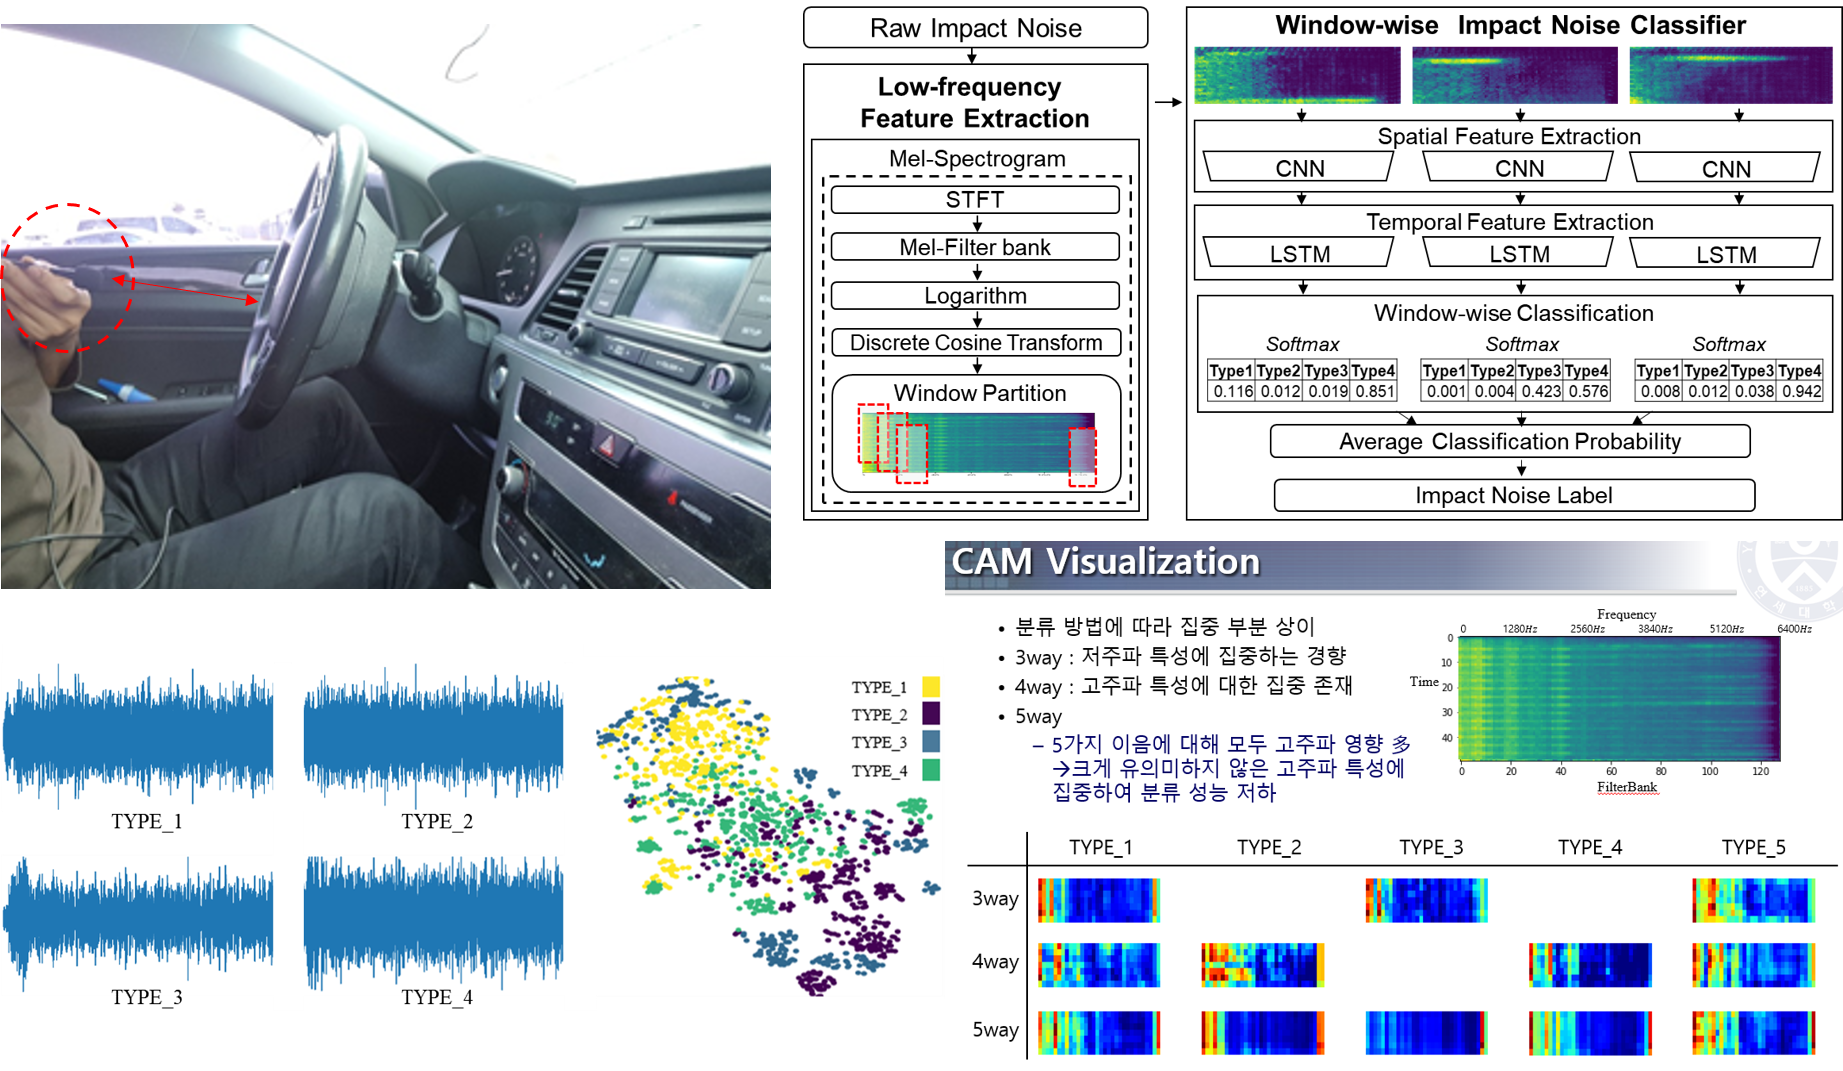 Raw Impact Noise
Low-frequency
Feature Extraction
Mel-Spectrogram
STFT
Mel-Filter bank
Logarithm
Discrete Cosine Transform
Window Partition
Window-wise Impact Noise Classifier
Spatial Feature Extraction
CNN CNN CNN
Temporal Feature Extraction
LSTM LSTM LSTM
Window-wise Classification
Softmax Softmax Softmax
Type1 Type2 Type3 Type4 Type1 Type2 Type3 Type4 Type1 Type2 Type3 Type4
0.116 0.012 0.019 0.851 0.001 0.004 0.423 0.576 0.008 0.012 0.038 0.942
Average Classification Probability
Impact Noise Label
TYPE_1
TYPE_2
TYPE_3
TYPE_4
TYPE_1
TYPE_2
TYPE_3
TYPE_4
CAM Visualization
• 분류 방법에 따라 집중 부분 상이
• 3way : 저주파 특성에 집중하는 경향
• 4way : 고주파 특성에 대한 집중 존재
• 5way
– 5가지 이음에 대해 모두 고주파 영향 多
→크게 유의미하지 않은 고주파 특성에
집중하여 분류 성능 저하
Frequency
0 1280Hz 2560Hz 3840Hz 5120Hz 6400Hz
Time
0
10
20
30
40
0 20 40 60 80 100 120
FilterBank
TYPE_1 TYPE_2 TYPE_3 TYPE_4 TYPE_5
3way
4way
5way